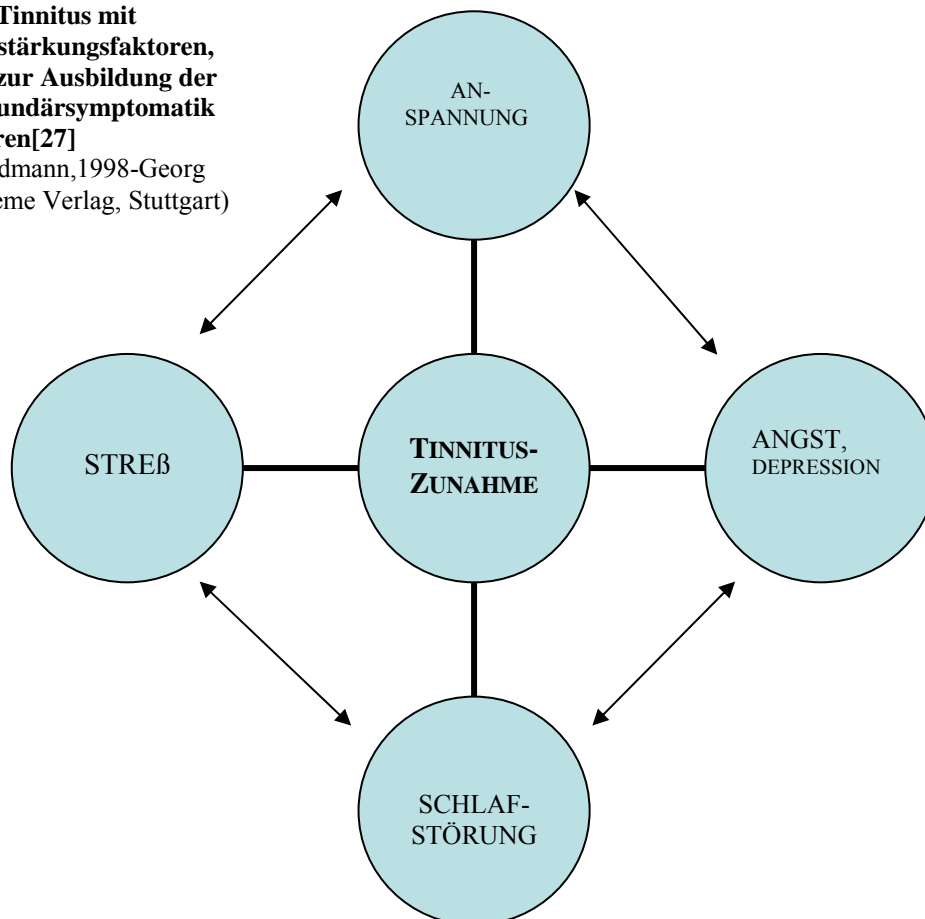 Tinnitus mit
stärkungsfaktoren,
zur Ausbildung der
undärsymptomatik
ren[27]
dmann,1998-Georg
eme Verlag, Stuttgart)
AN-
SPANNUNG
STREß
TINNITUS-
ZUNAHME
ANGST,
DEPRESSION
SCHLAF-
STÖRUNG